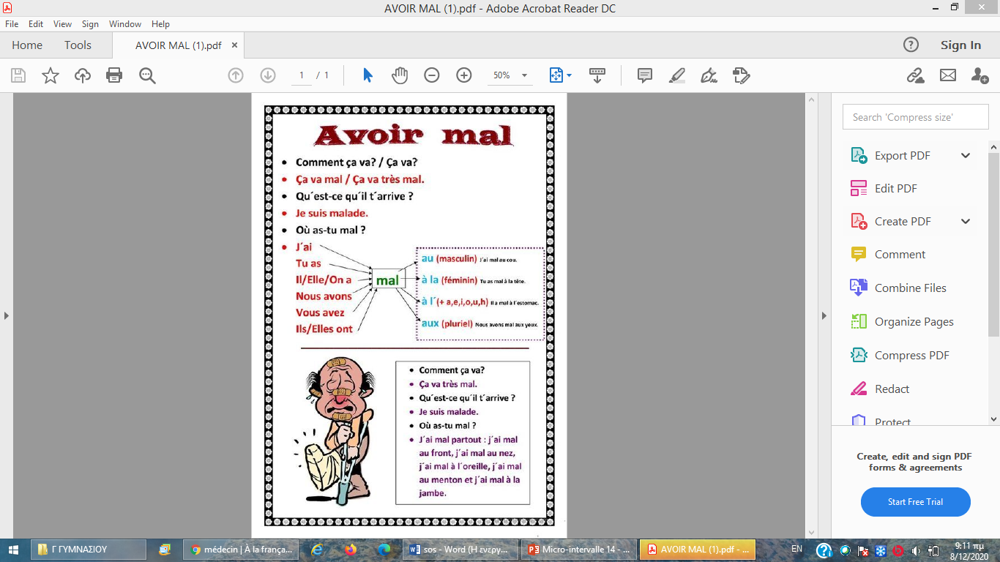 AVOIR MAL (1).pdf - Adobe Acrobat Reader DC
File Edit View Sign Window Help
Home Tools AVOIR MAL (1).pdf × Sign In
1 / 1 50%
Avoir mal
• Comment ça va? / Ça va?
• Ça va mal / Ça va très mal.
• Qu´est-ce qu´il t´arrive ?
• Je suis malade.
• Où as-tu mal ?
• J´ai
Tu as
Il/Elle/On a
Nous avons
Vous avez
Ils/Elles ont
mal
au (masculin) J´ai mal au cou.
à la (féminin) Tu as mal à la tête.
à l´(+ a,e,i,o,u,h) Il a mal à l´estomac.
aux (pluriel) Nous avons mal aux yeux.
• Comment ça va?
• Ça va très mal.
• Qu´est-ce qu´il t´arrive ?
• Je suis malade.
• Où as-tu mal ?
• J´ai mal partout : j´ai mal
au front, j´ai mal au nez,
j´ai mal à l´oreille, j´ai mal
au menton et j´ai mal à la
jambe.
Search 'Compress size'
Export PDF
Edit PDF
Create PDF
Comment
Combine Files
Organize Pages
Compress PDF
Redact
Protect
Create, edit and sign PDF
forms & agreements
Start Free Trial
Γ ΓΥΜΝΑΣΙΟΥ
médecin | À la frança...
sos - Word (Η ενεργ...
Micro-intervalle 14 - ...
AVOIR MAL (1).pdf - ...
EN
9:11 πμ
8/12/2020